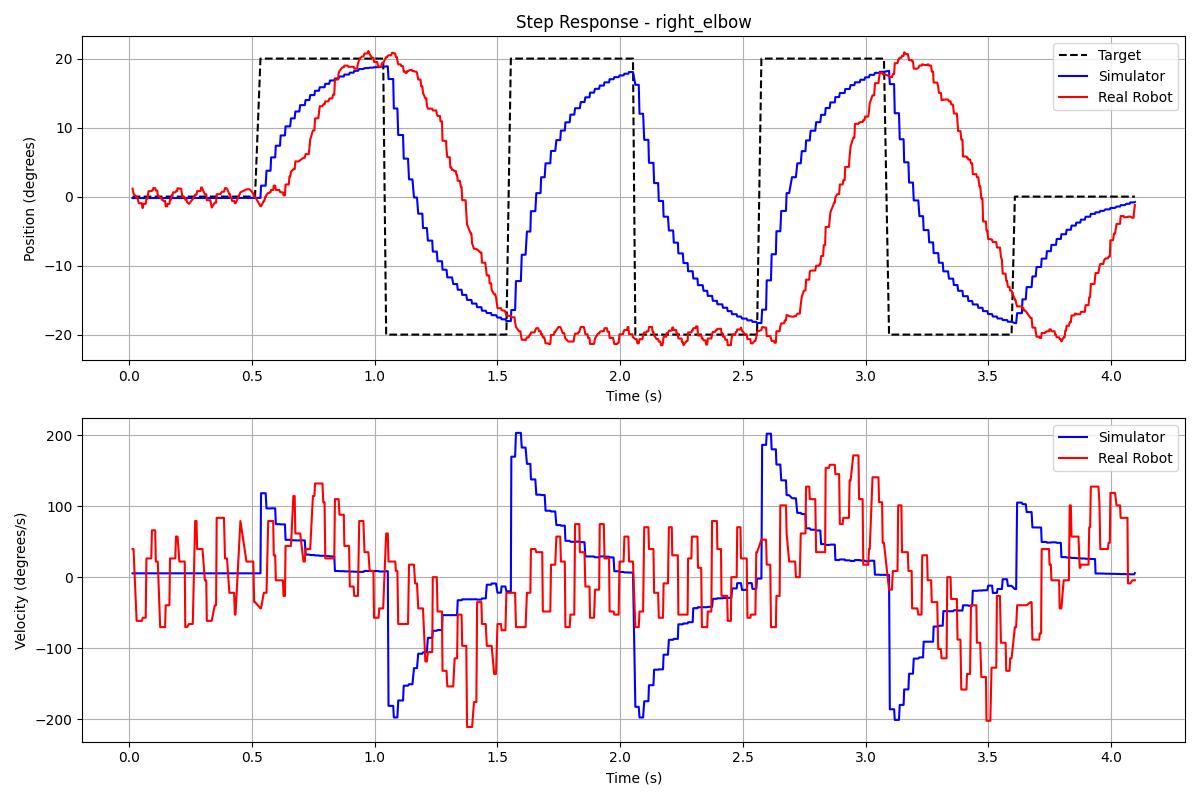 Step Response - right_elbow
Target
Simulator
Real Robot
Position (degrees)
20
10
0
−10
−20
0.0 0.5 1.0 1.5 2.0 2.5 3.0 3.5 4.0
Time (s)
Simulator
Real Robot
Velocity (degrees/s)
200
100
0
−100
−200
0.0 0.5 1.0 1.5 2.0 2.5 3.0 3.5 4.0
Time (s)